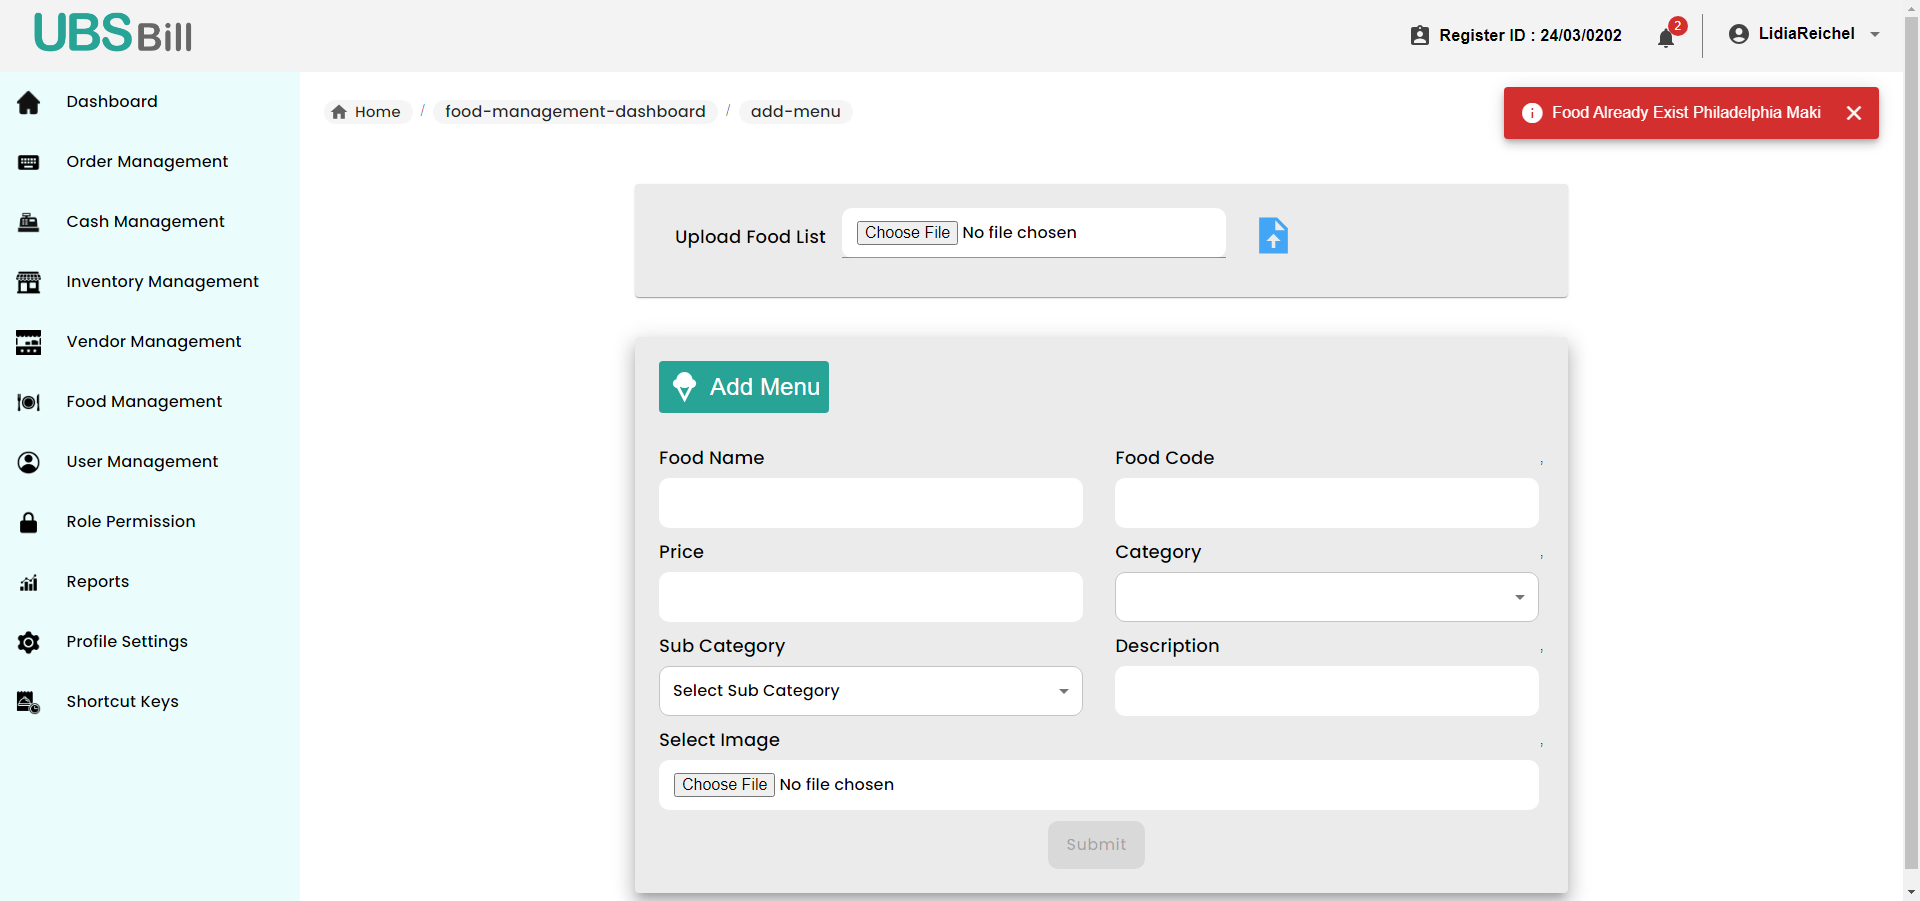 UBS Bill
Register ID : 24/03/0202
2
LidiaReichel
Dashboard
Order Management
Cash Management
Inventory Management
Vendor Management
Food Management
User Management
Role Permission
Reports
Profile Settings
Shortcut Keys
Home / food-management-dashboard / add-menu
Food Already Exist Philadelphia Maki
Upload Food List
Choose File No file chosen
Add Menu
Food Name
Food Code
,
Price
Category
,
Sub Category
Select Sub Category
Description
,
Select Image
,
Choose File No file chosen
Submit